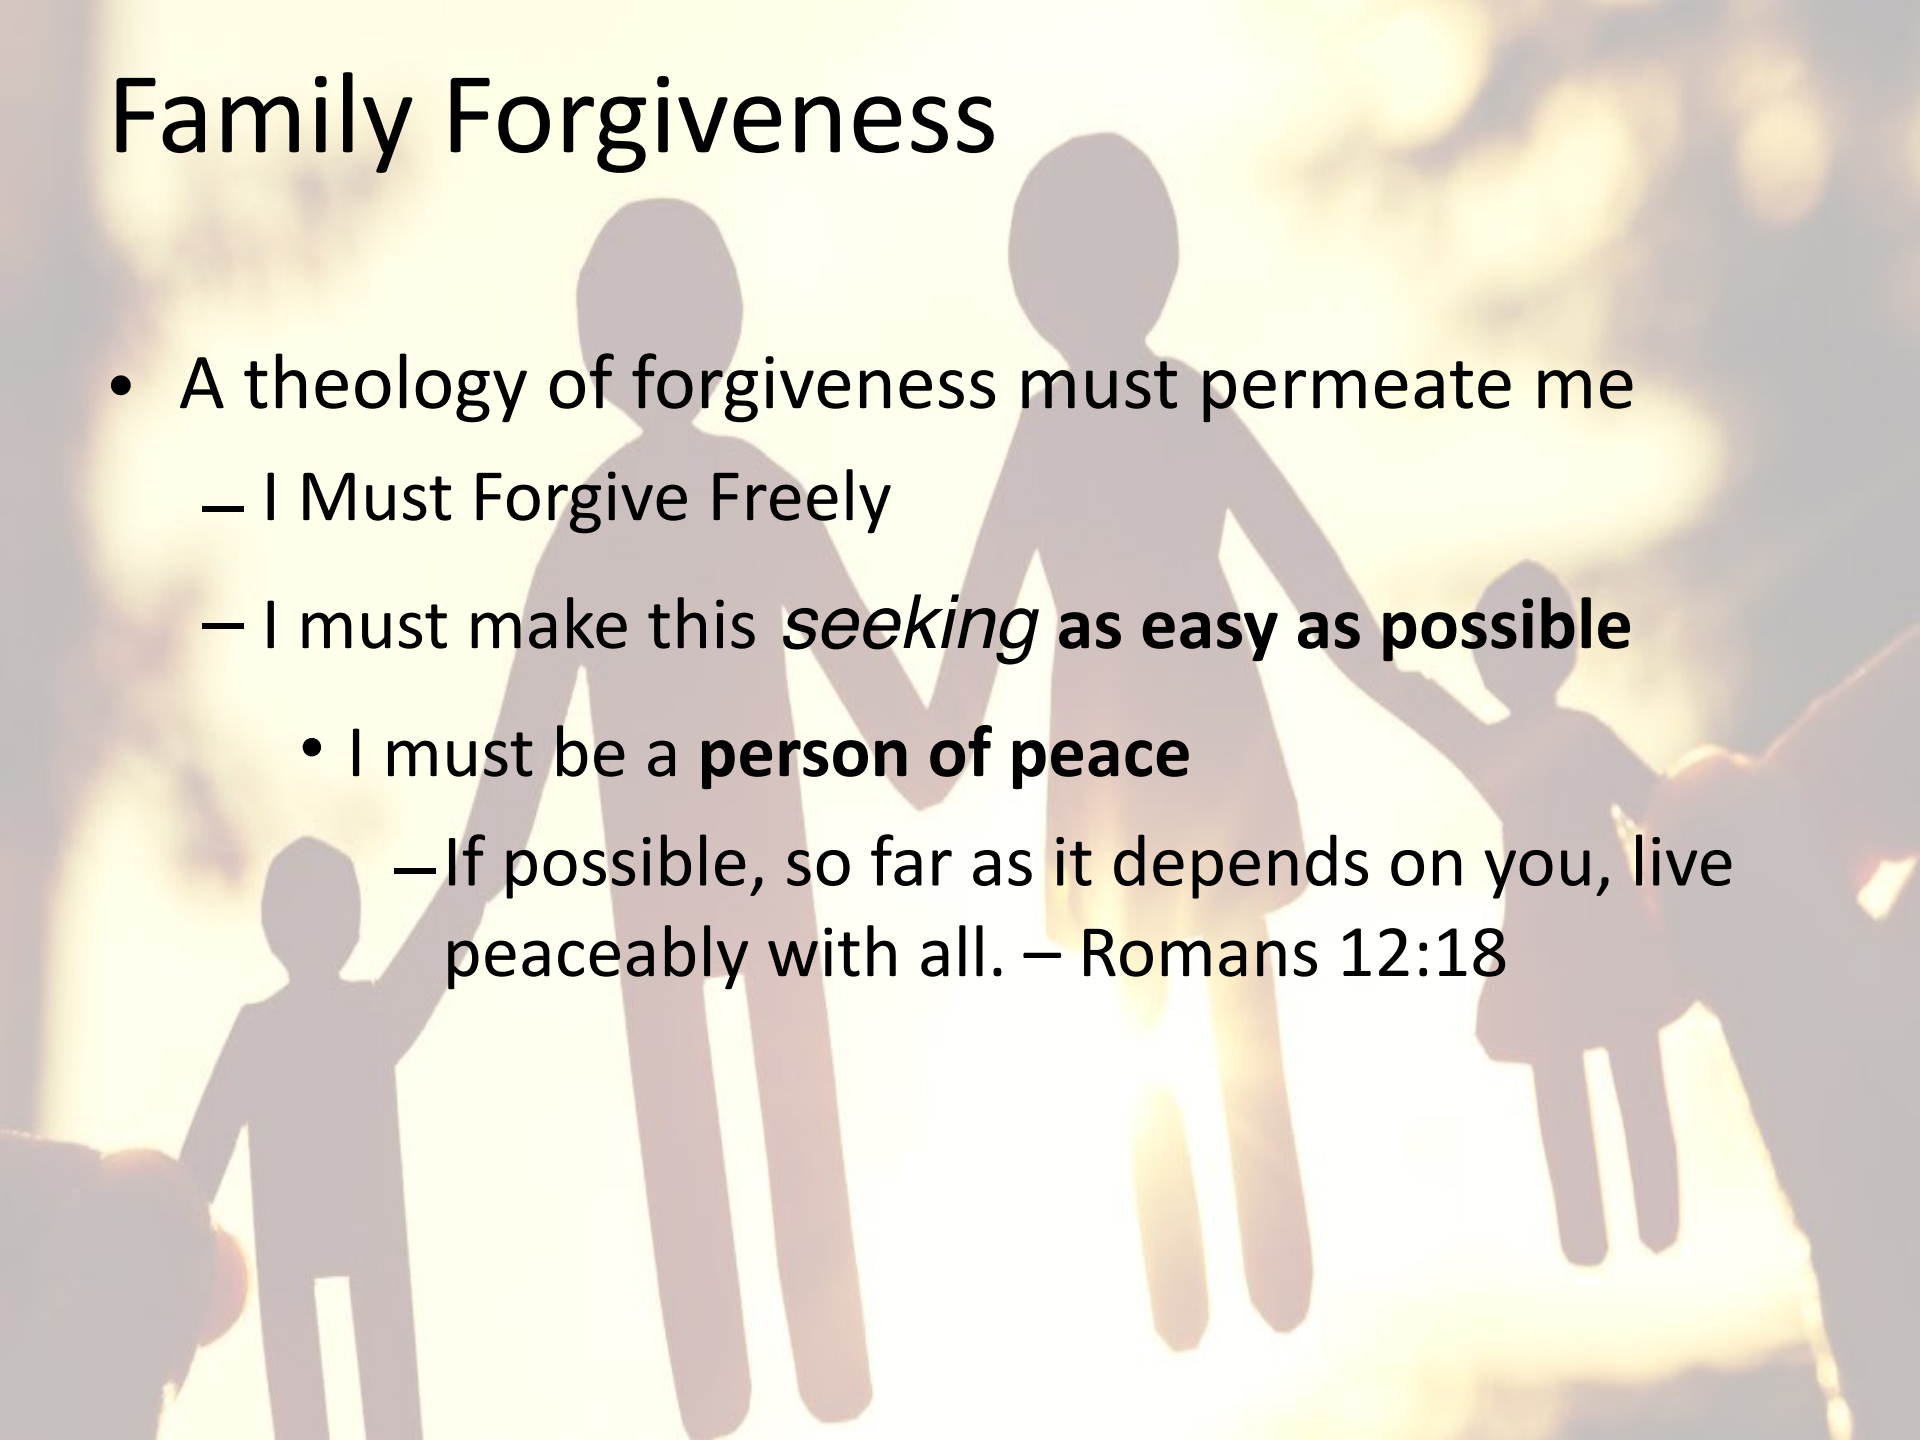 Family Forgiveness
• A theology of forgiveness must permeate me
– I Must Forgive Freely
– I must make this seeking as easy as possible
• I must be a person of peace
– If possible, so far as it depends on you, live
peaceably with all. – Romans 12:18